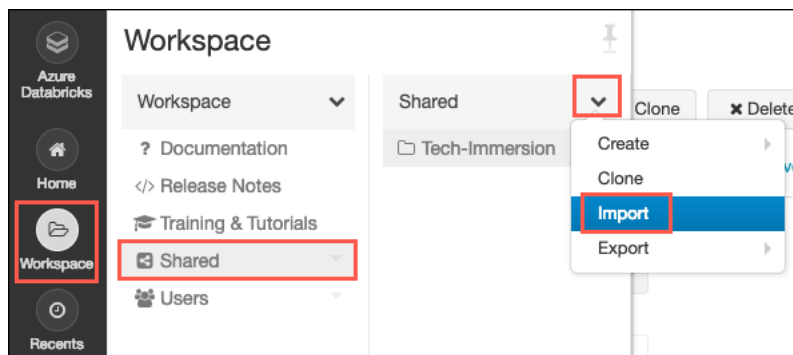 Azure
Databricks
Home
Workspace
Recents
Workspace
Workspace
? Documentation
</> Release Notes
Training & Tutorials
Shared
Users
Shared
Tech-Immersion
Create
Clone
Import
Export
Clone
✖ Delete